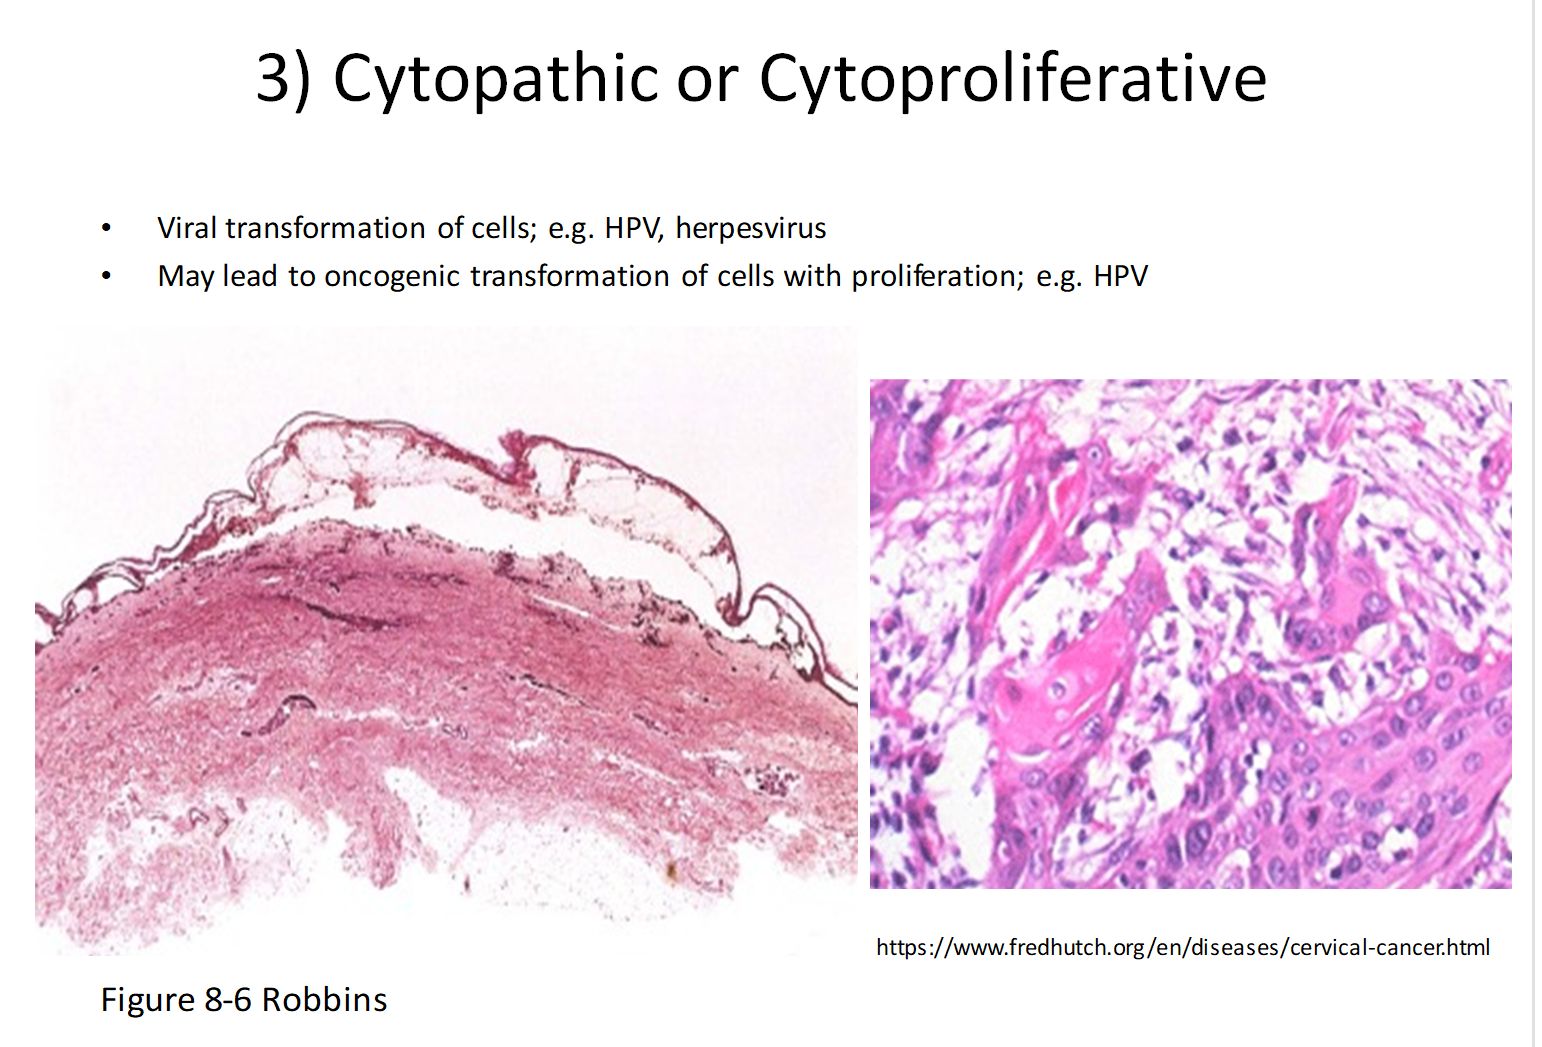 3) Cytopathic or Cytoproliferative
• Viral transformation of cells; e.g. HPV, herpesvirus
• May lead to oncogenic transformation of cells with proliferation; e.g. HPV
https://www.fredhutch.org/en/diseases/cervical-cancer.html
Figure 8-6 Robbins